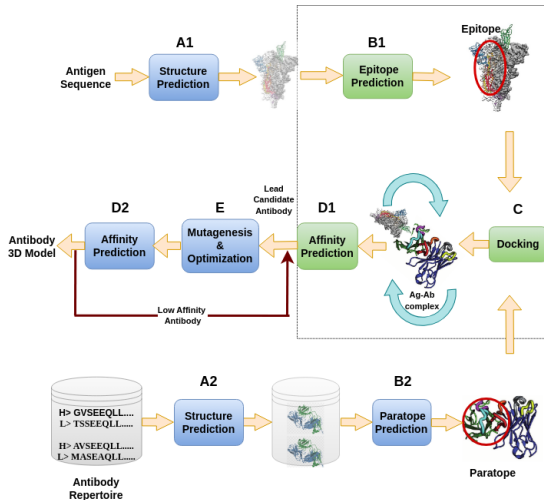 A1
B1
Epitope
Antigen
Sequence
Structure
Prediction
Epitope
Prediction
Lead
Candidate
Antibody
D2
E
D1
C
Antibody
3D Model
Affinity
Prediction
Mutagenesis
&
Optimization
Affinity
Prediction
Docking
Ag-Ab
complex
Low Affinity
Antibody
A2
B2
H> GVSEEQLL....
L> TSSEEQLL.....
H> AVSEEQLL.....
L> MASEAQLL.....
Structure
Prediction
Paratope
Prediction
Antibody
Repertoire
Paratope